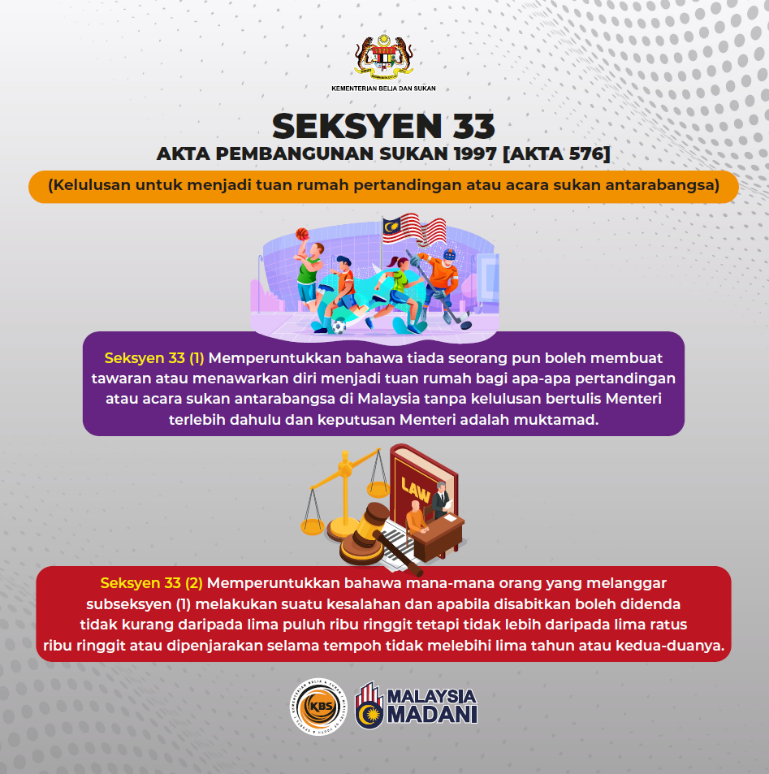 KEMENTERIAN BELIA DAN SUKAN
SEKSYEN 33
AKTA PEMBANGUNAN SUKAN 1997 [AKTA 576]
(Kelulusan untuk menjadi tuan rumah pertandingan atau acara sukan antarabangsa)
Seksyen 33 (1) Memperuntukkan bahawa tiada seorang pun boleh membuat
tawaran atau menawarkan diri menjadi tuan rumah bagi apa-apa pertandingan
atau acara sukan antarabangsa di Malaysia tanpa kelulusan bertulis Menteri
terlebih dahulu dan keputusan Menteri adalah muktamad.
LAW
Seksyen 33 (2) Memperuntukkan bahawa mana-mana orang yang melanggar
subseksyen (1) melakukan suatu kesalahan dan apabila disabitkan boleh didenda
tidak kurang daripada lima puluh ribu ringgit tetapi tidak lebih daripada lima ratus
ribu ringgit atau dipenjarakan selama tempoh tidak melebihi lima tahun atau kedua-duanya.
KBS
MALAYSIA
MADANI